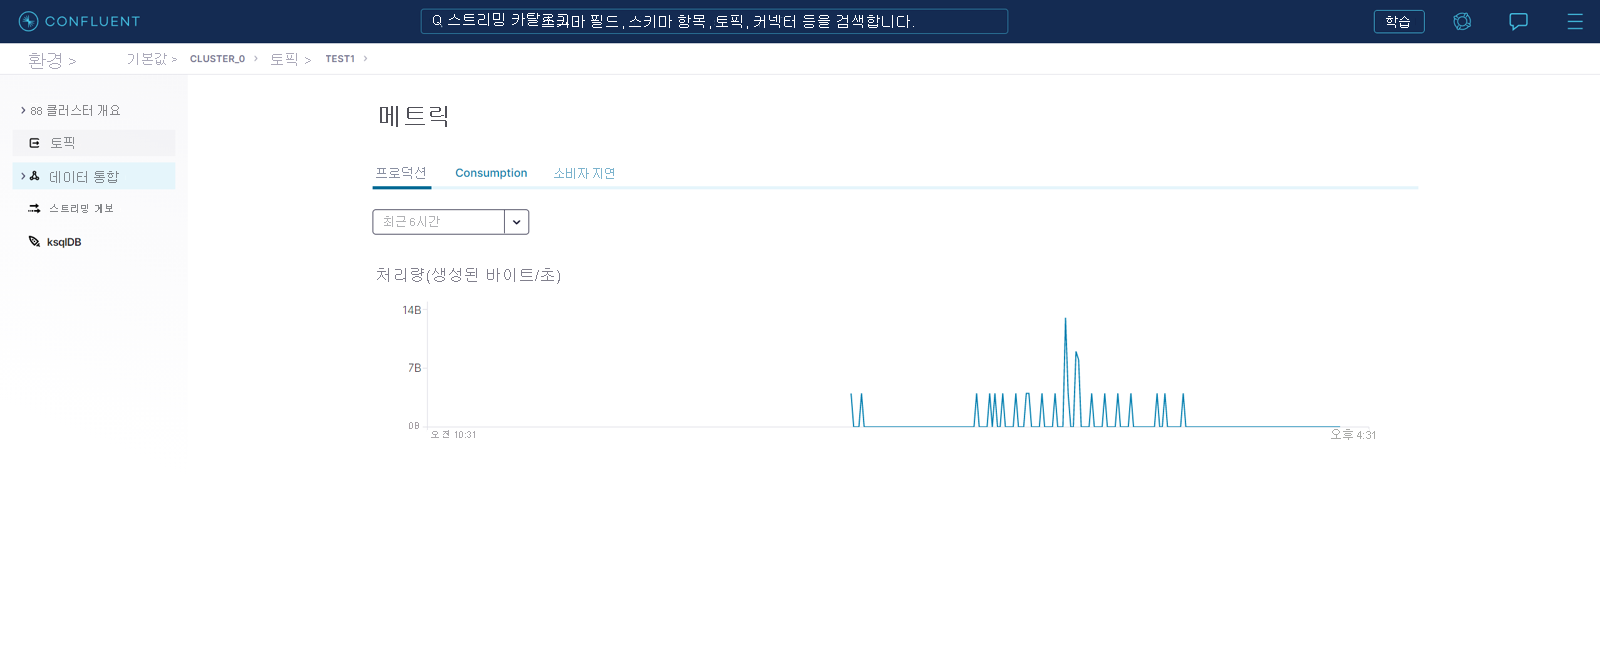 CONFLUENT
스트리밍 카탈로그, 스키마 필드, 스키마 항목, 토픽, 커넥터 등을 검색합니다.
학습
환경 > 기본값 > CLUSTER_0 > 토픽 > TEST1 >
88 클러스터 개요
토픽
데이터 통합
스트리밍 계보
ksqlDB
메트릭
프로덕션 Consumption 소비자 지연
최근 6시간
처리량(생성된 바이트/초)
14B
7B
0B
오전 10:31 오후 4:31